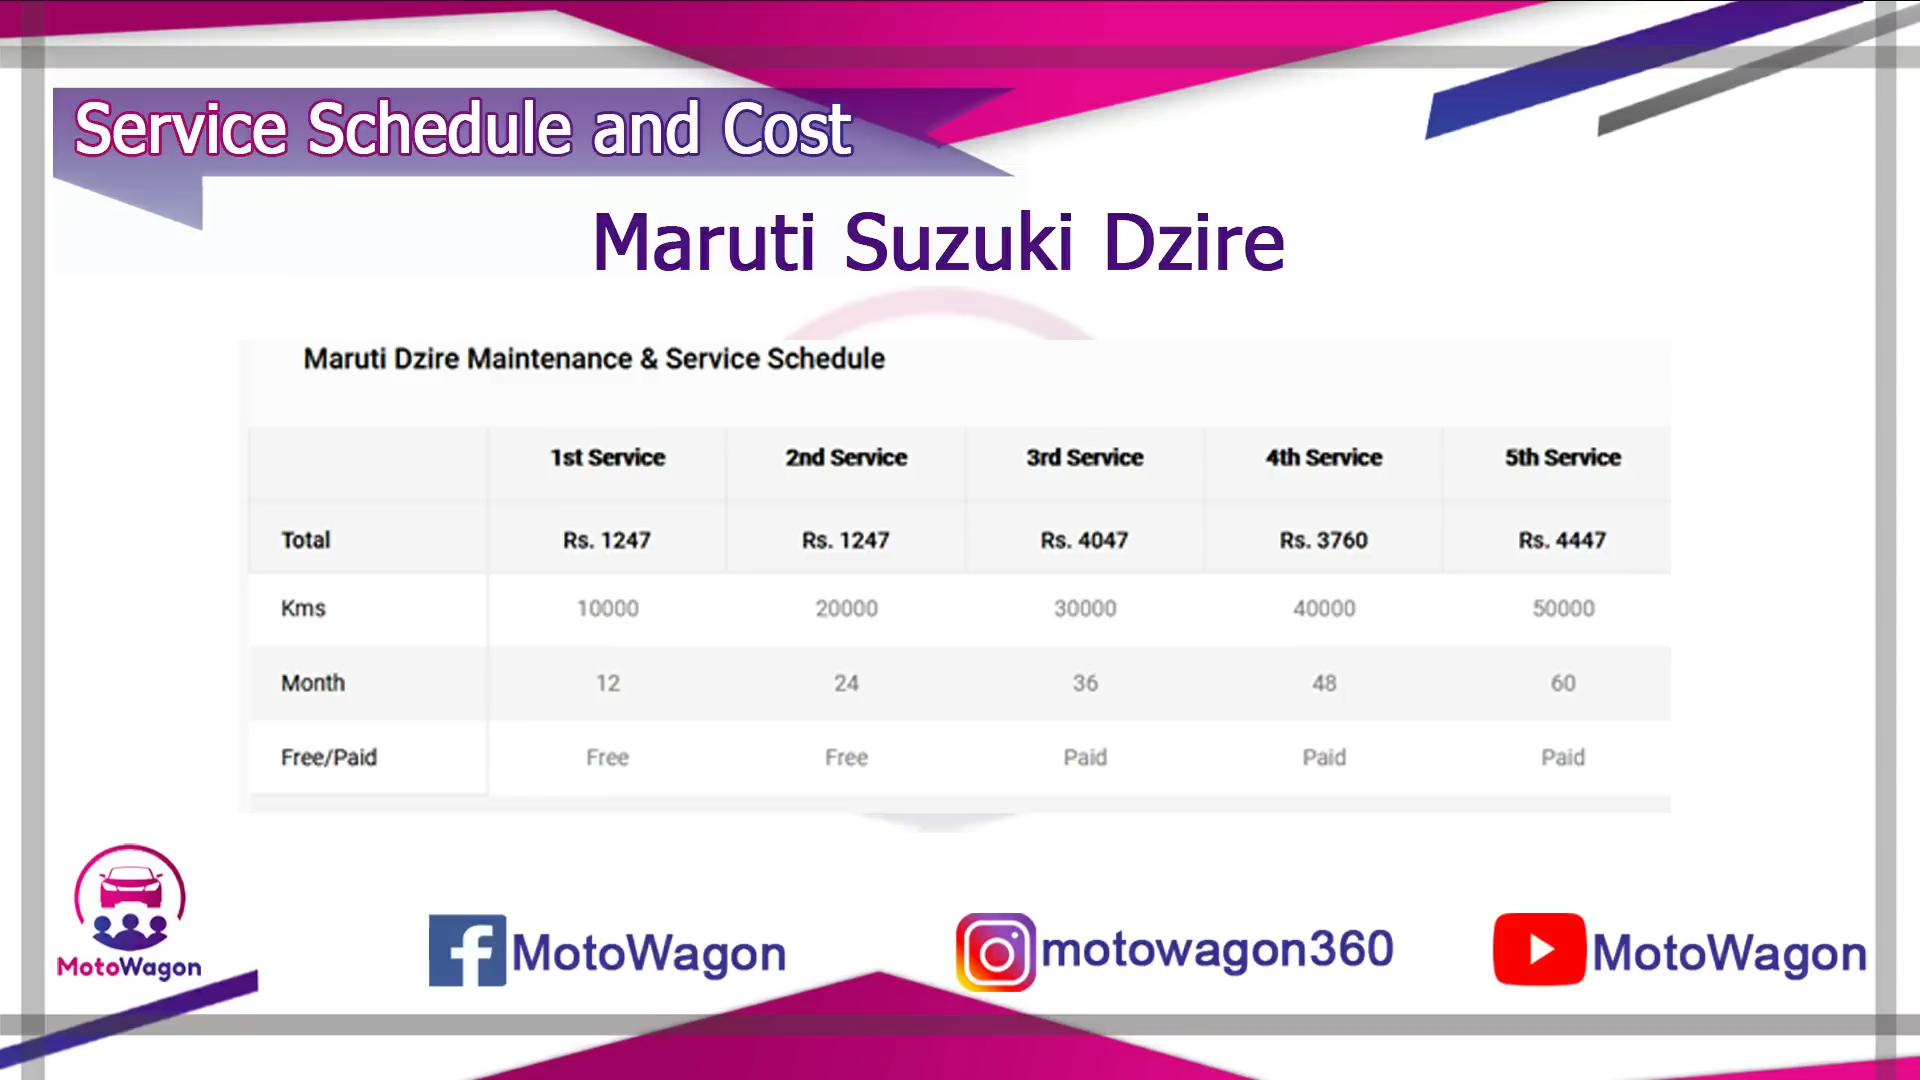 Service Schedule and Cost
Maruti Suzuki Dzire
Maruti Dzire Maintenance & Service Schedule
1st Service 2nd Service 3rd Service 4th Service 5th Service
Total Rs. 1247 Rs. 1247 Rs. 4047 Rs. 3760 Rs. 4447
Kms 10000 20000 30000 40000 50000
Month 12 24 36 48 60
Free/Paid Free Free Paid Paid Paid
MotoWagon
MotoWagon motowagon360 MotoWagon